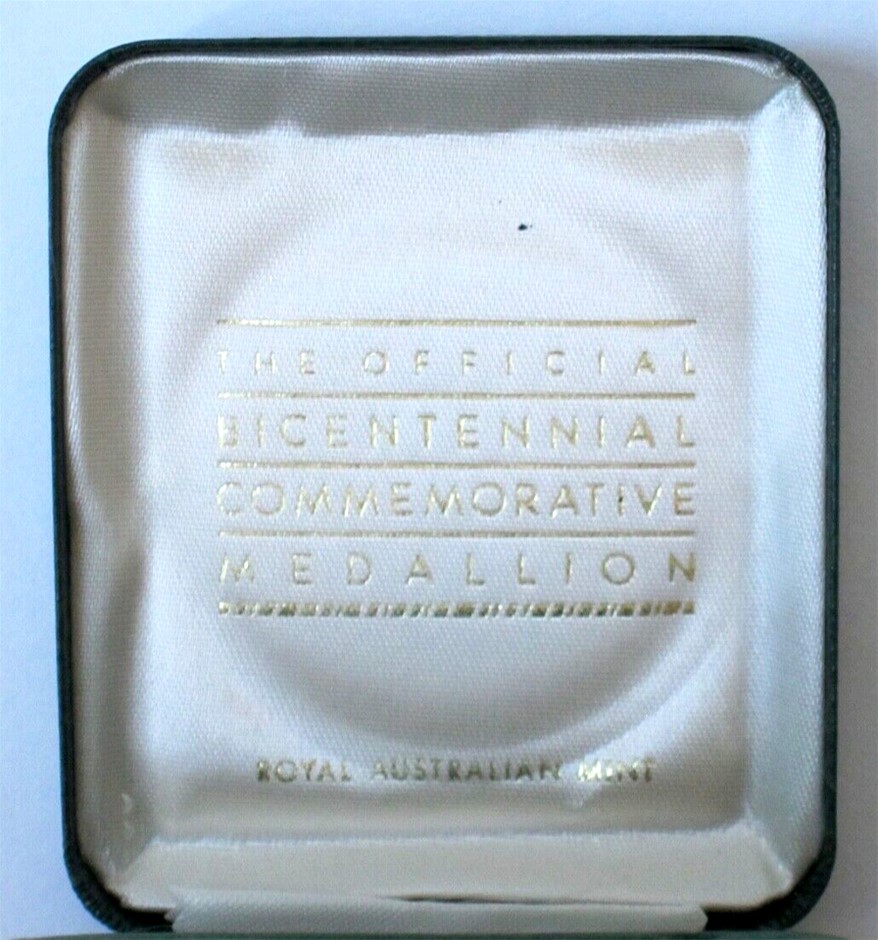 THE OFFICIAL
BICENTENNIAL
COMMEMORATIVE
MEDALLION
ROYAL AUSTRALIAN MINT